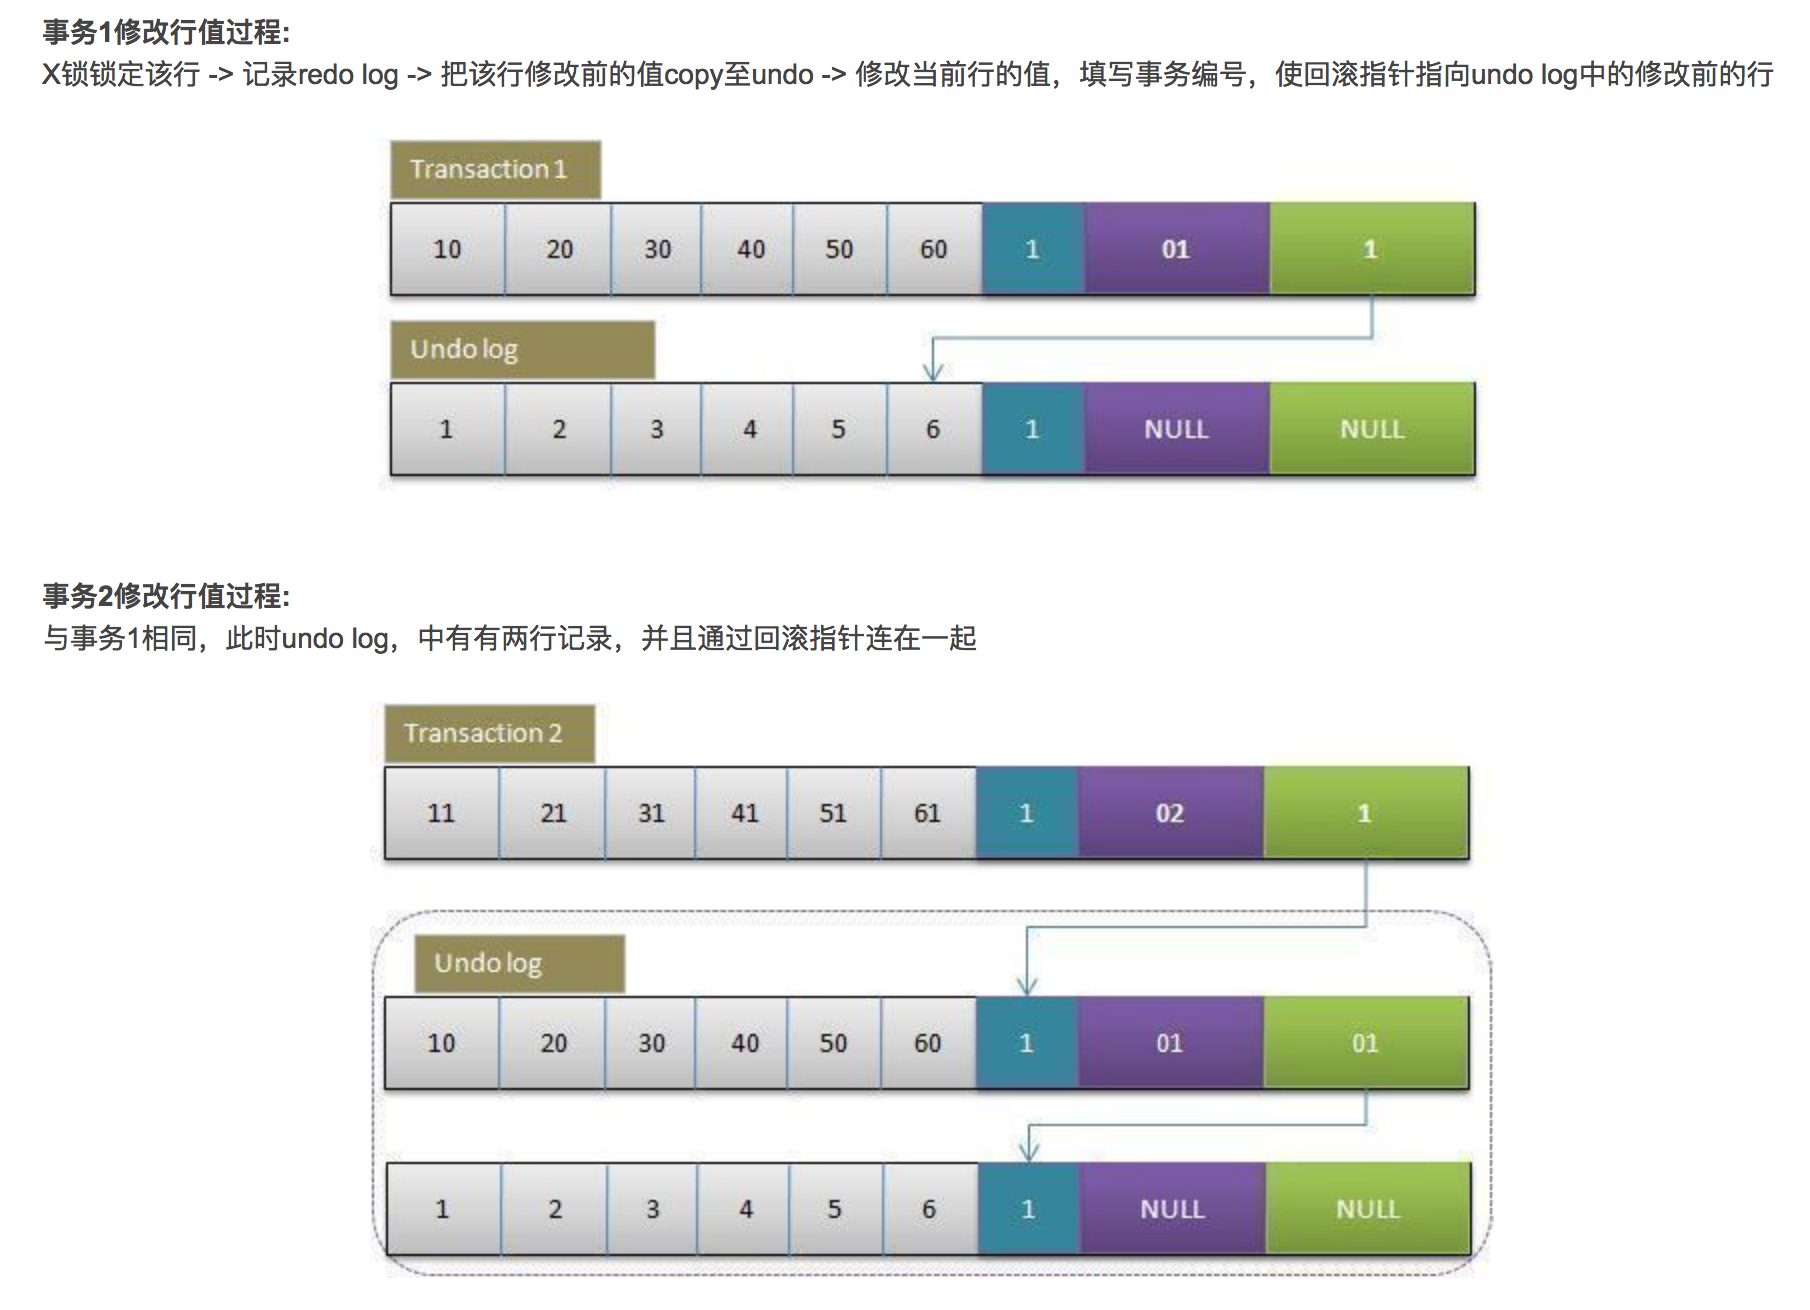 事务1修改行值过程:
X锁锁定该行 -> 记录redo log -> 把该行修改前的值copy至undo -> 修改当前行的值，填写事务编号，使回滚指针指向undo log中的修改前的行
Transaction 1
10 20 30 40 50 60 1 01 1
Undo log
1 2 3 4 5 6 1 NULL NULL
事务2修改行值过程:
与事务1相同，此时undo log，中有有两行记录，并且通过回滚指针连在一起
Transaction 2
11 21 31 41 51 61 1 02 1
Undo log
10 20 30 40 50 60 1 01 01
1 2 3 4 5 6 1 NULL NULL